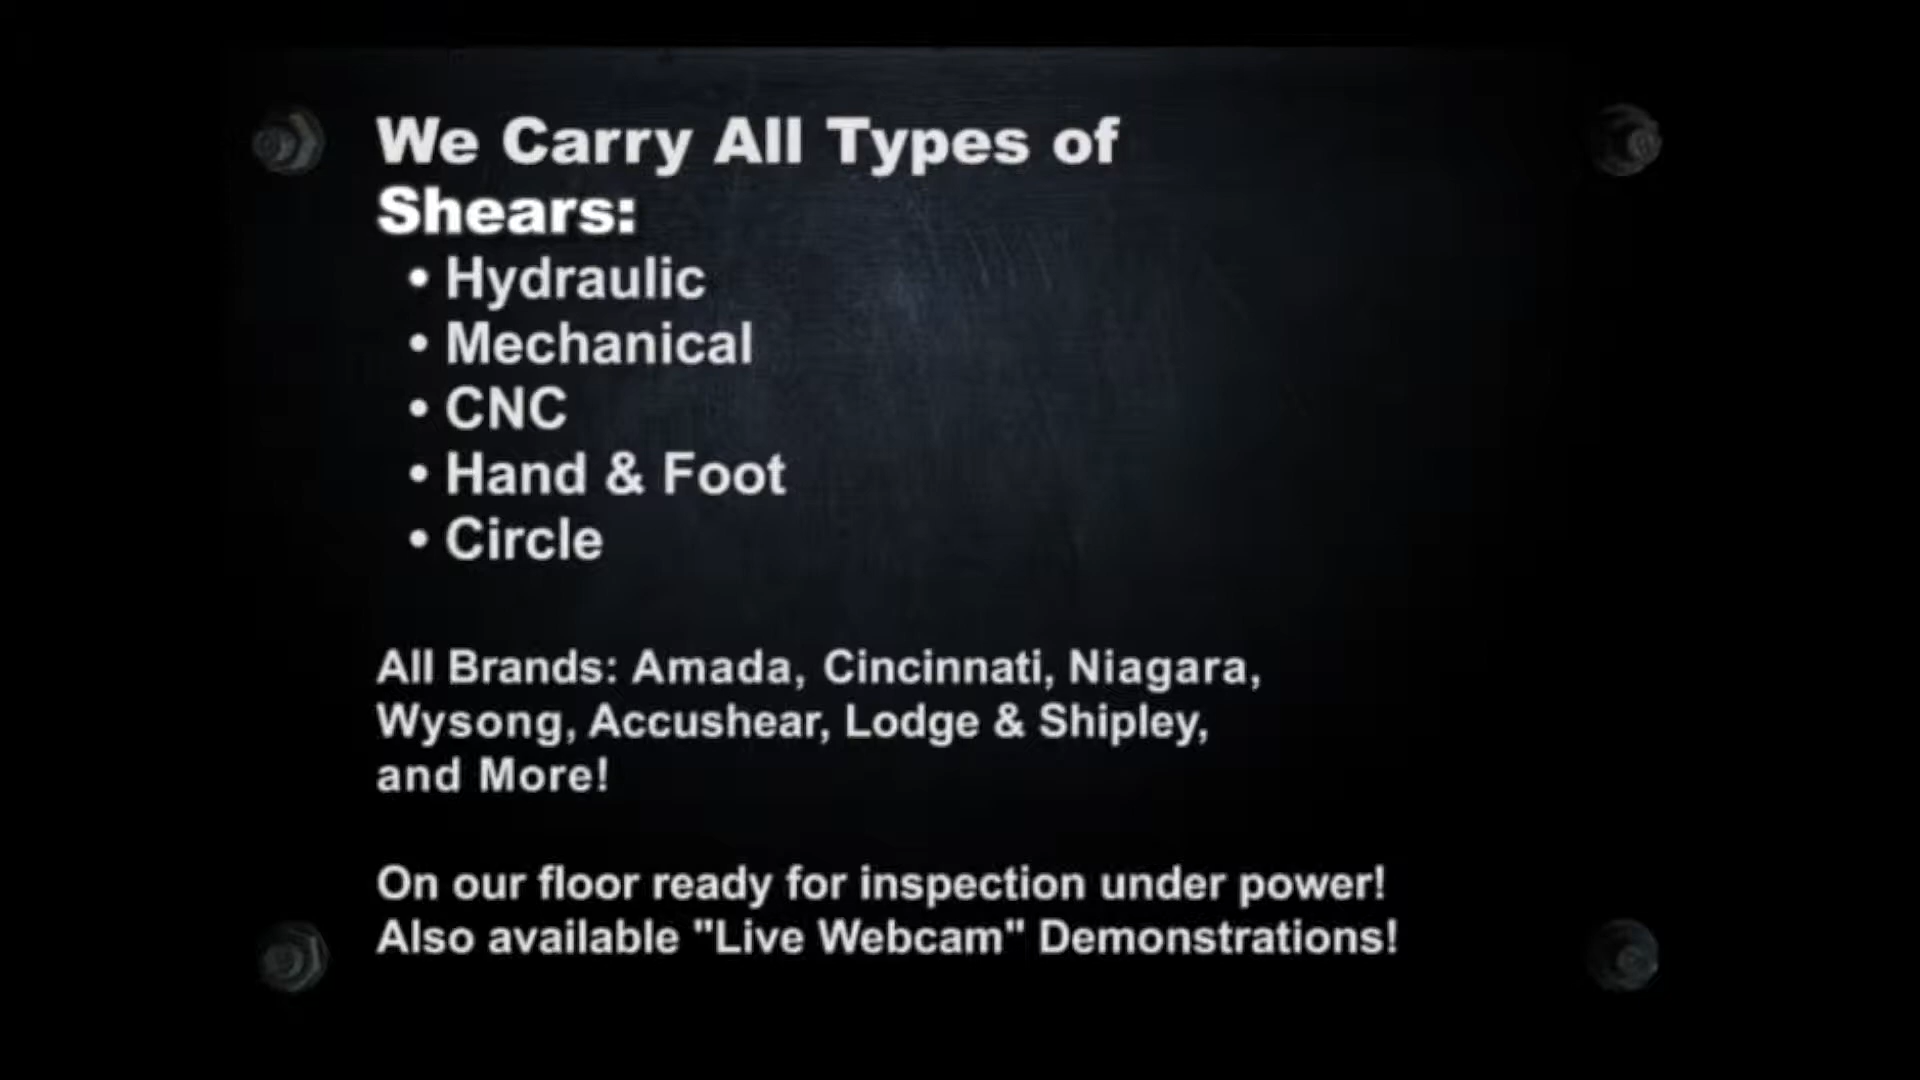 We Carry All Types of
Shears:
• Hydraulic
• Mechanical
• CNC
• Hand & Foot
• Circle
All Brands: Amada, Cincinnati, Niagara,
Wysong, Accushear, Lodge & Shipley,
and More!
On our floor ready for inspection under power!
Also available "Live Webcam" Demonstrations!